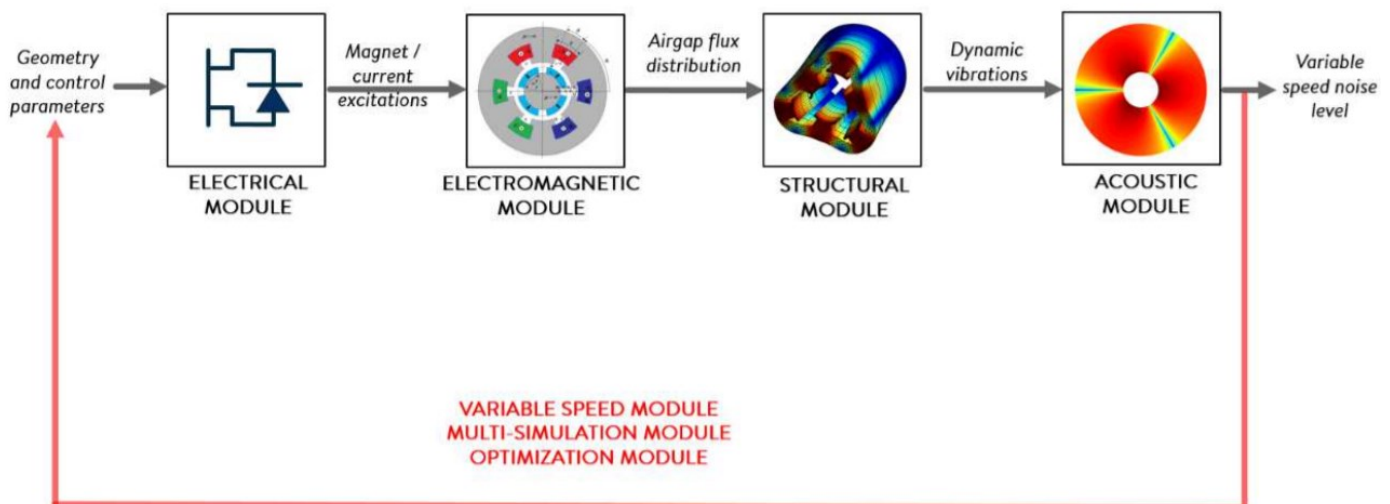 Geometry
and control
parameters
ELECTRICAL
MODULE
Magnet /
current
excitations
ELECTROMAGNETIC
MODULE
Airgap flux
distribution
STRUCTURAL
MODULE
Dynamic
vibrations
ACOUSTIC
MODULE
Variable
speed noise
level
VARIABLE SPEED MODULE
MULTI-SIMULATION MODULE
OPTIMIZATION MODULE